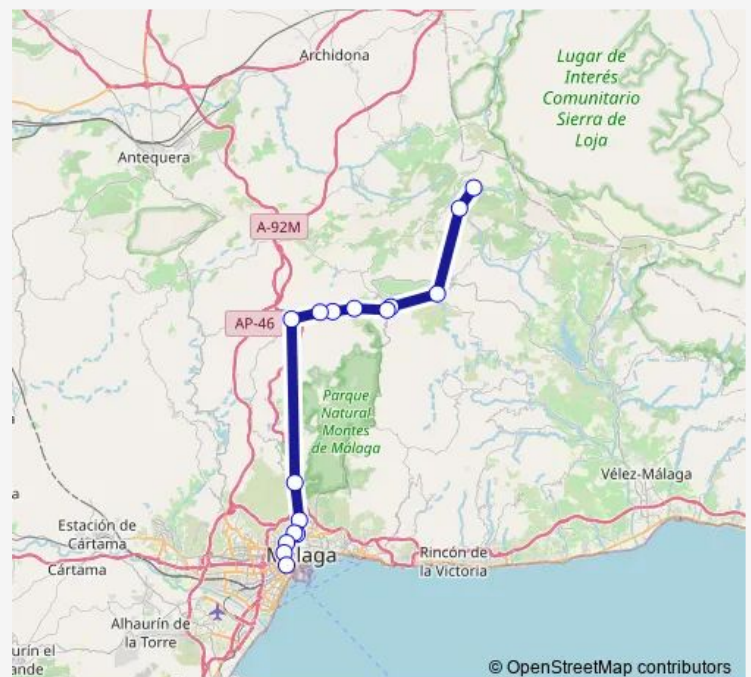 Archidona
Lugar de
Interés
Comunitario
Sierra de
Loja
Antequera
A-92M
AP-46
Parque
Natural
Montes
de Málaga
Vélez-Málaga
Estación de
Cártama
Cártama
Rincón de
la Victoria
Alhaurín de
la Torre
urín el
ande
© OpenStreetMap contributors